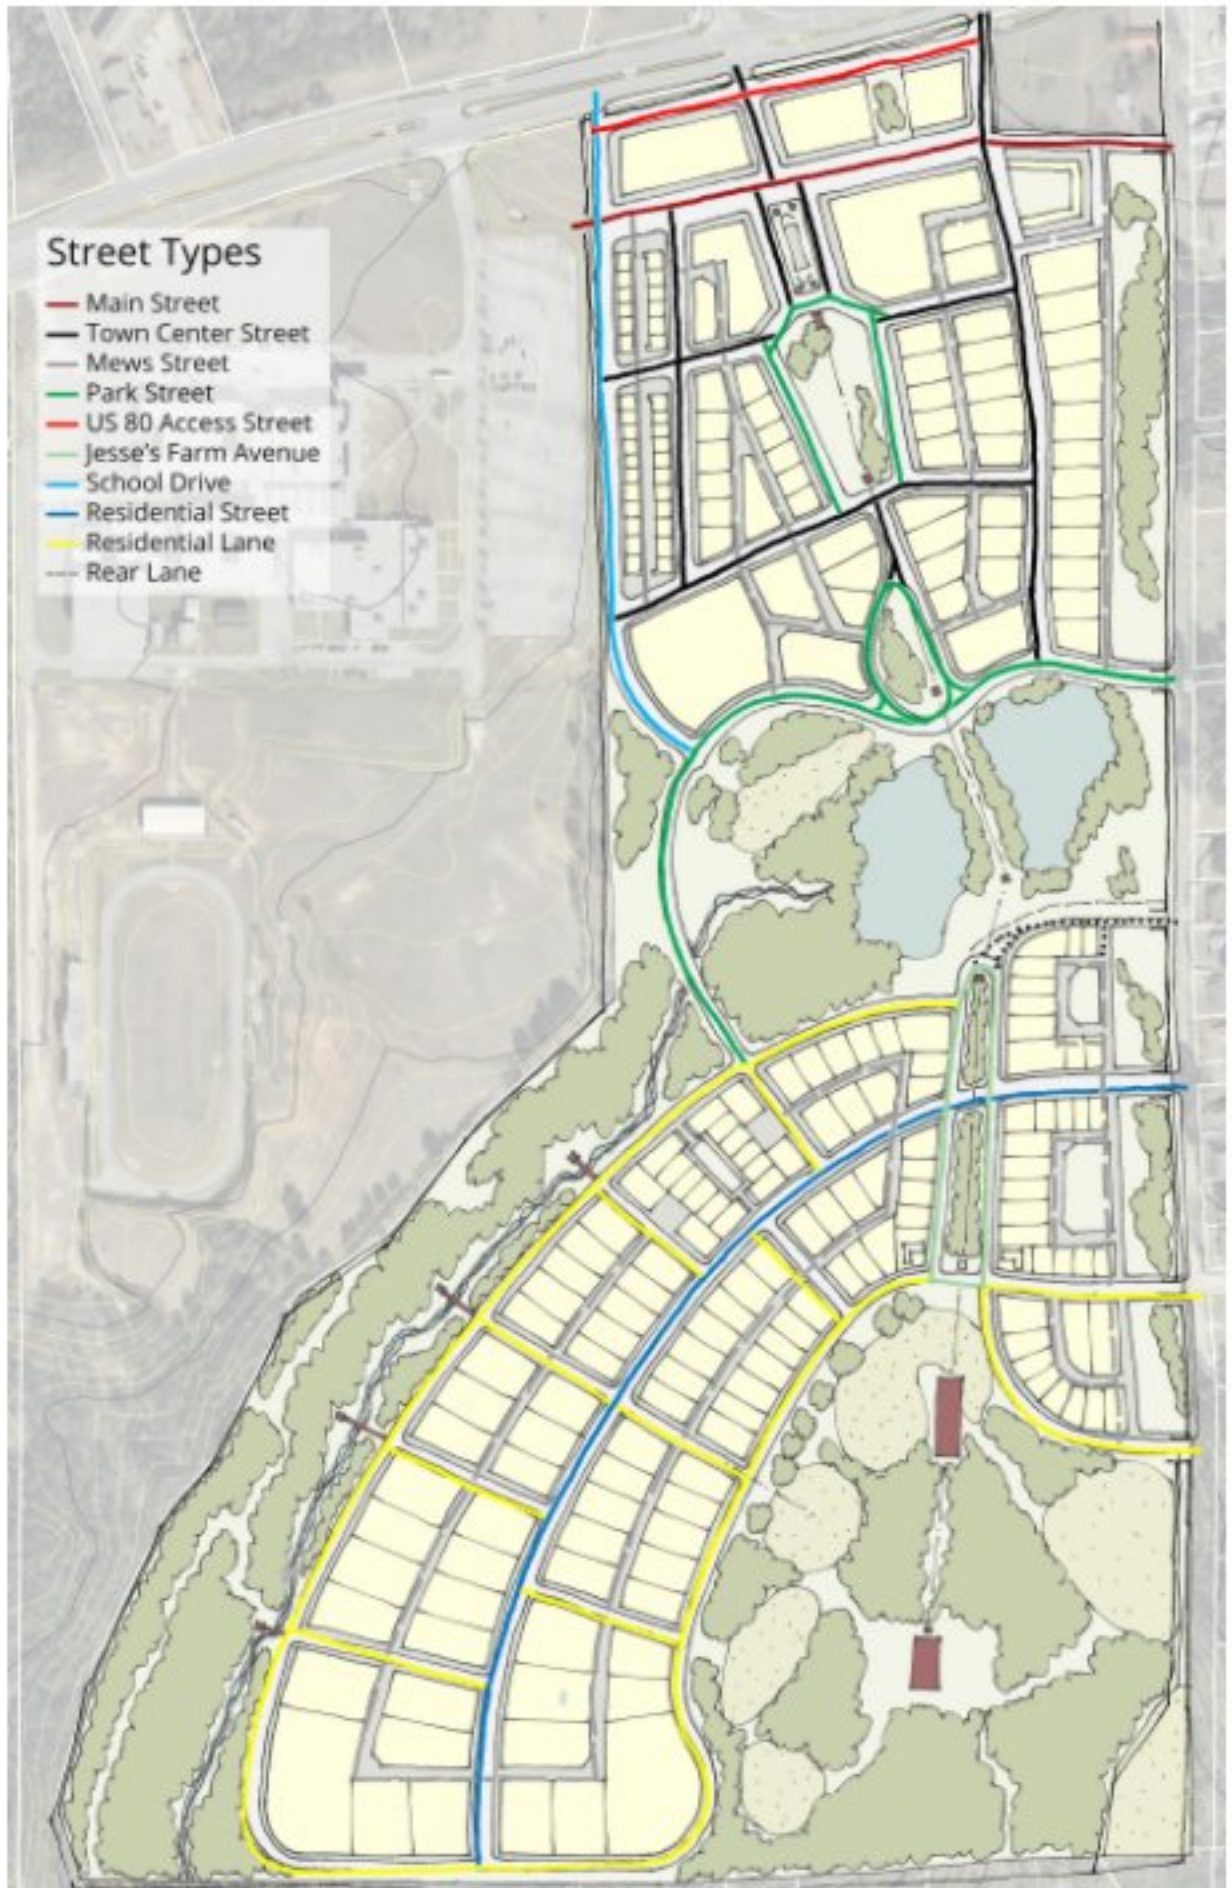 Street Types
Main Street
Town Center Street
Mews Street
Park Street
US 80 Access Street
Jesse's Farm Avenue
School Drive
Residential Street
Residential Lane
Rear Lane